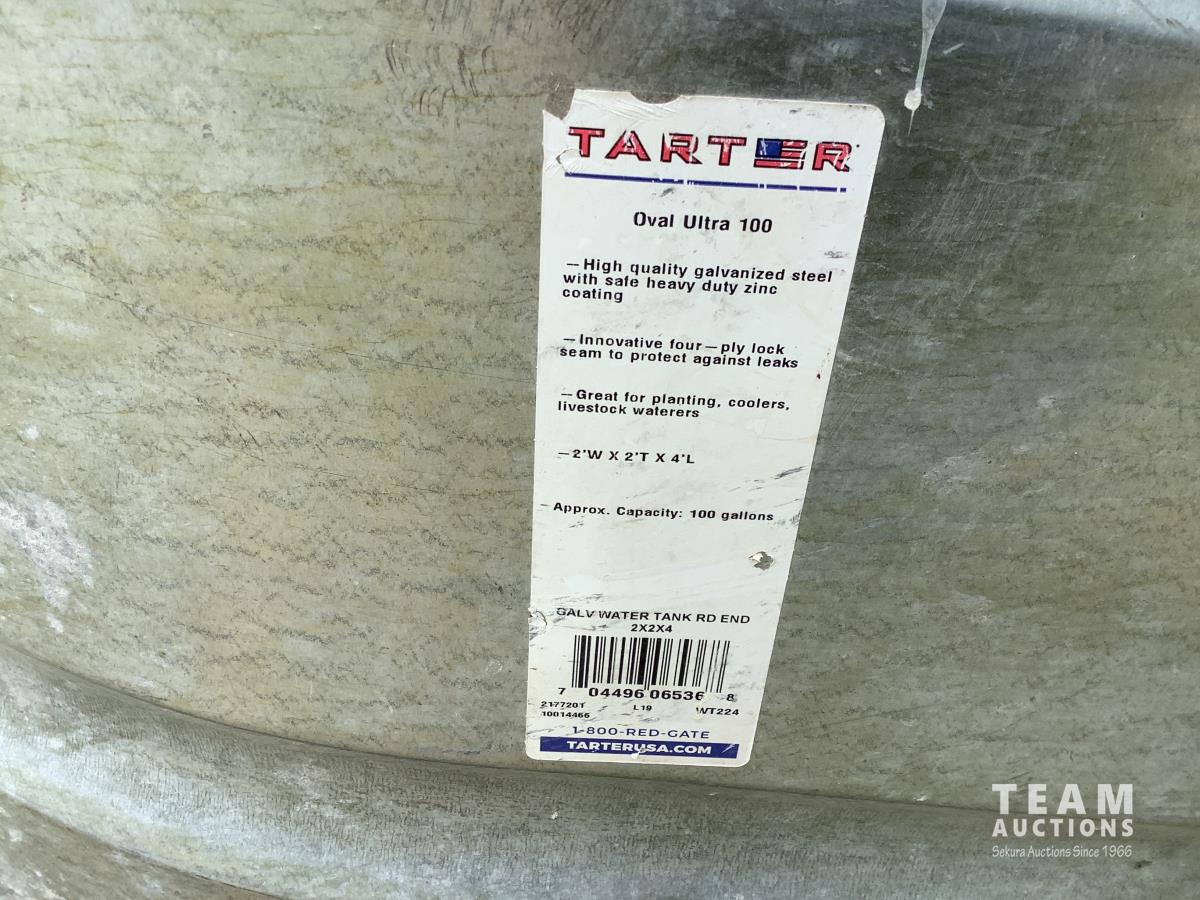 TARTER
Oval Ultra 100
—High quality galvanized steel
with safe heavy duty zinc
coating
—Innovative four—ply lock
seam to protect against leaks
—Great for planting, coolers,
livestock waterers
—2'W X 2'T X 4'L
—Approx. Capacity: 100 gallons
GALV WATER TANK RD END
2X2X4
7 04496 06536 8
2177201 L19 WT224
10014466
1-800-RED-GATE
TARTERUSA.COM
TEAM
AUCTIONS
Sekura Auctions Since 1966